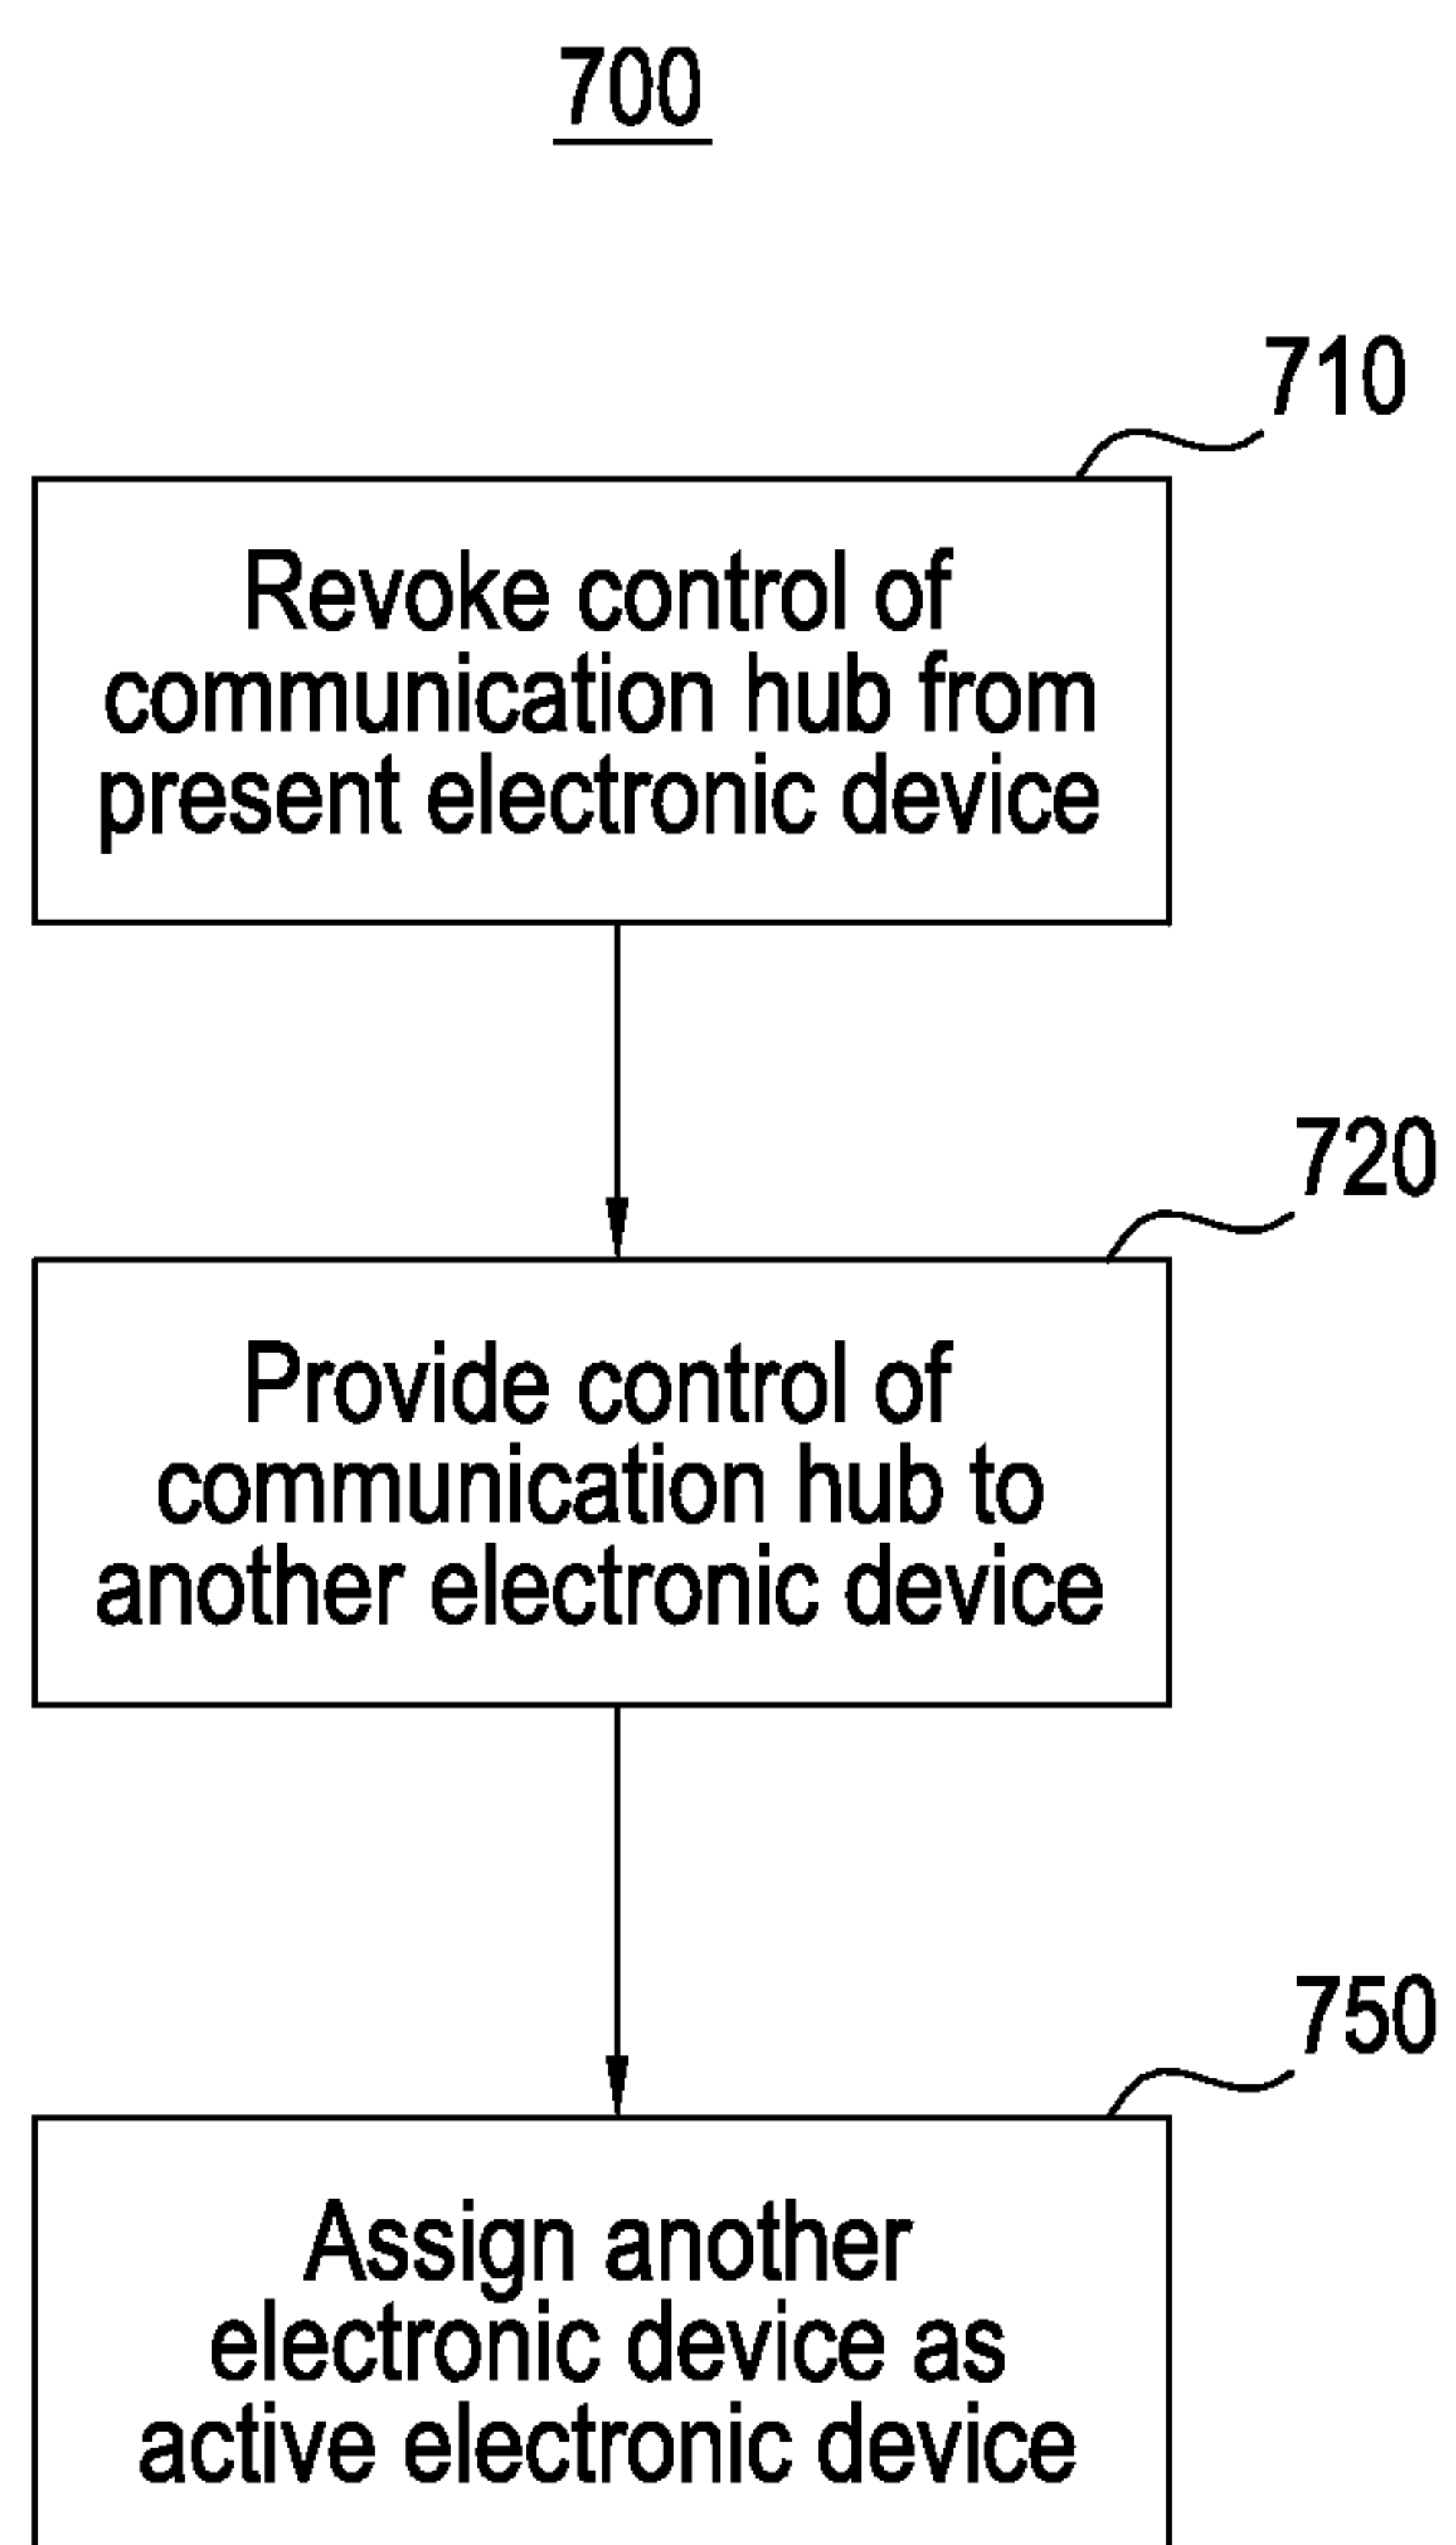 700
710
Revoke control of
communication hub from
present electronic device
720
Provide control of
communication hub to
another electronic device
750
Assign another
electronic device as
active electronic device